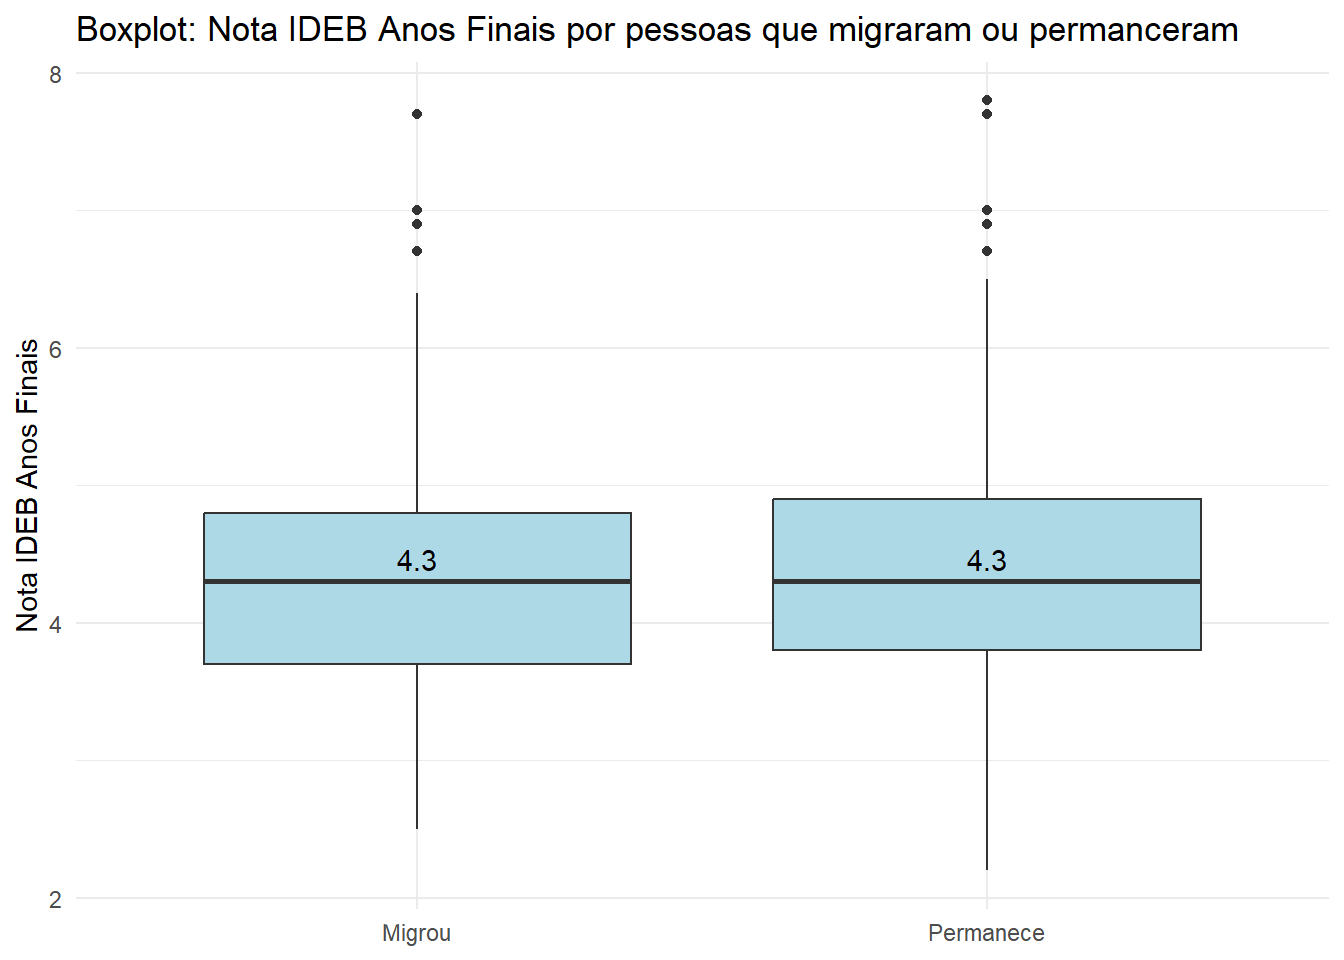 Boxplot: Nota IDEB Anos Finais por pessoas que migraram ou permanceram
Nota IDEB Anos Finais
8
6
4
2
4.3
4.3
Migrou
Permanece